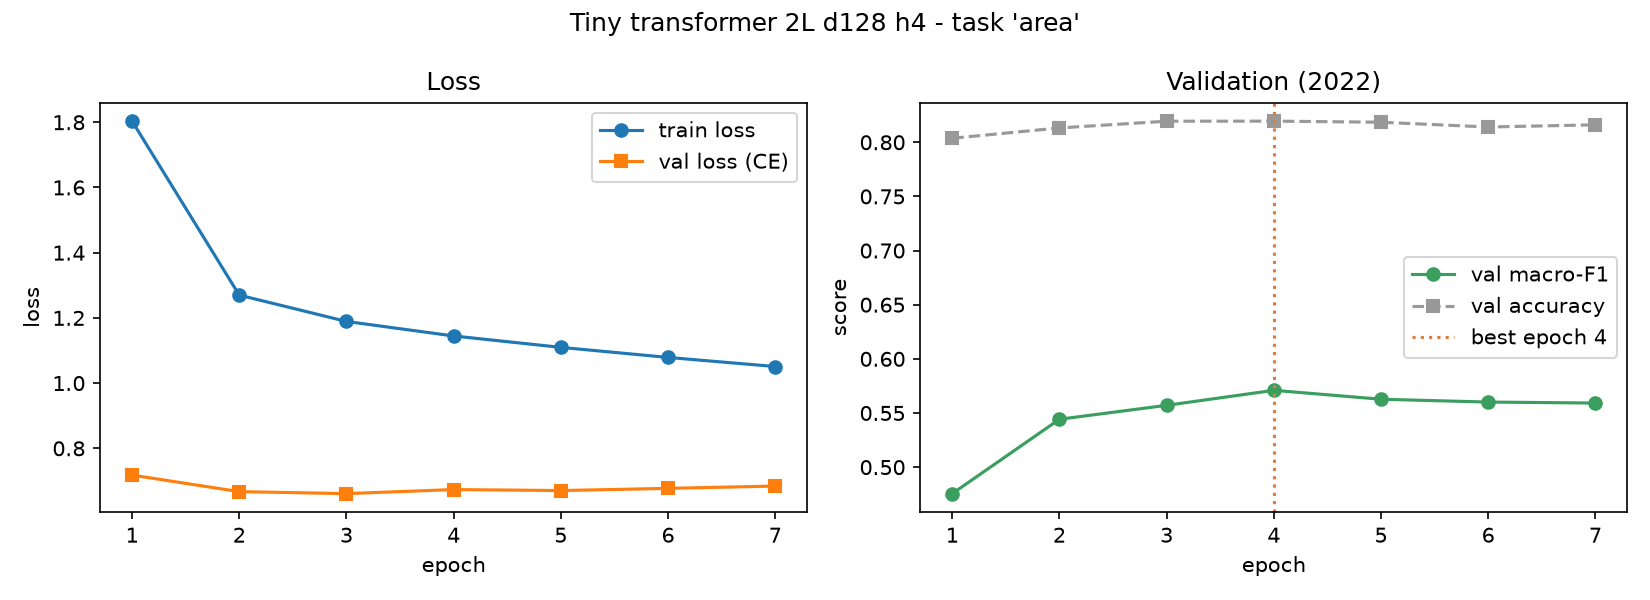 Tiny transformer 2L d128 h4 - task 'area'
Loss
train loss
val loss (CE)
loss
1.8
1.6
1.4
1.2
1.0
0.8
1 2 3 4 5 6 7
epoch
Validation (2022)
val macro-F1
val accuracy
best epoch 4
score
0.80
0.75
0.70
0.65
0.60
0.55
0.50
1 2 3 4 5 6 7
epoch